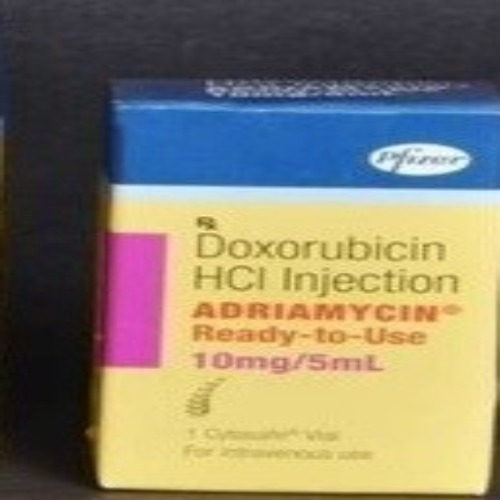 Pfizer
℞
Doxorubicin
HCl Injection
ADRIAMYCIN®
Ready-to-Use
10mg/5mL
1 Cytosafe® Vial
For intravenous use